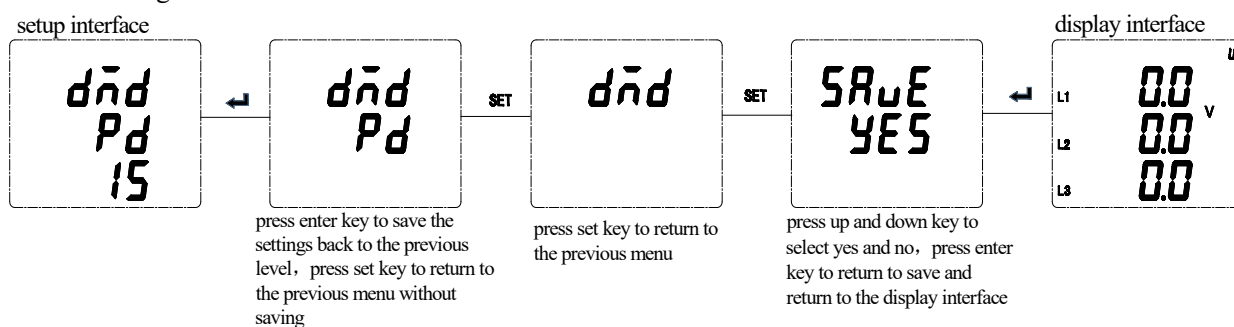 setup interface
display interface
dmd
Pd
15
↵
dmd
Pd
SET
dmd
SET
SAVE
YES
↵
L1 0.0
V
L2 0.0
L3 0.0
press enter key to save the
settings back to the previous
level，press set key to return to
the previous menu without
saving
press set key to return to
the previous menu
press up and down key to
select yes and no，press enter
key to return to save and
return to the display interface